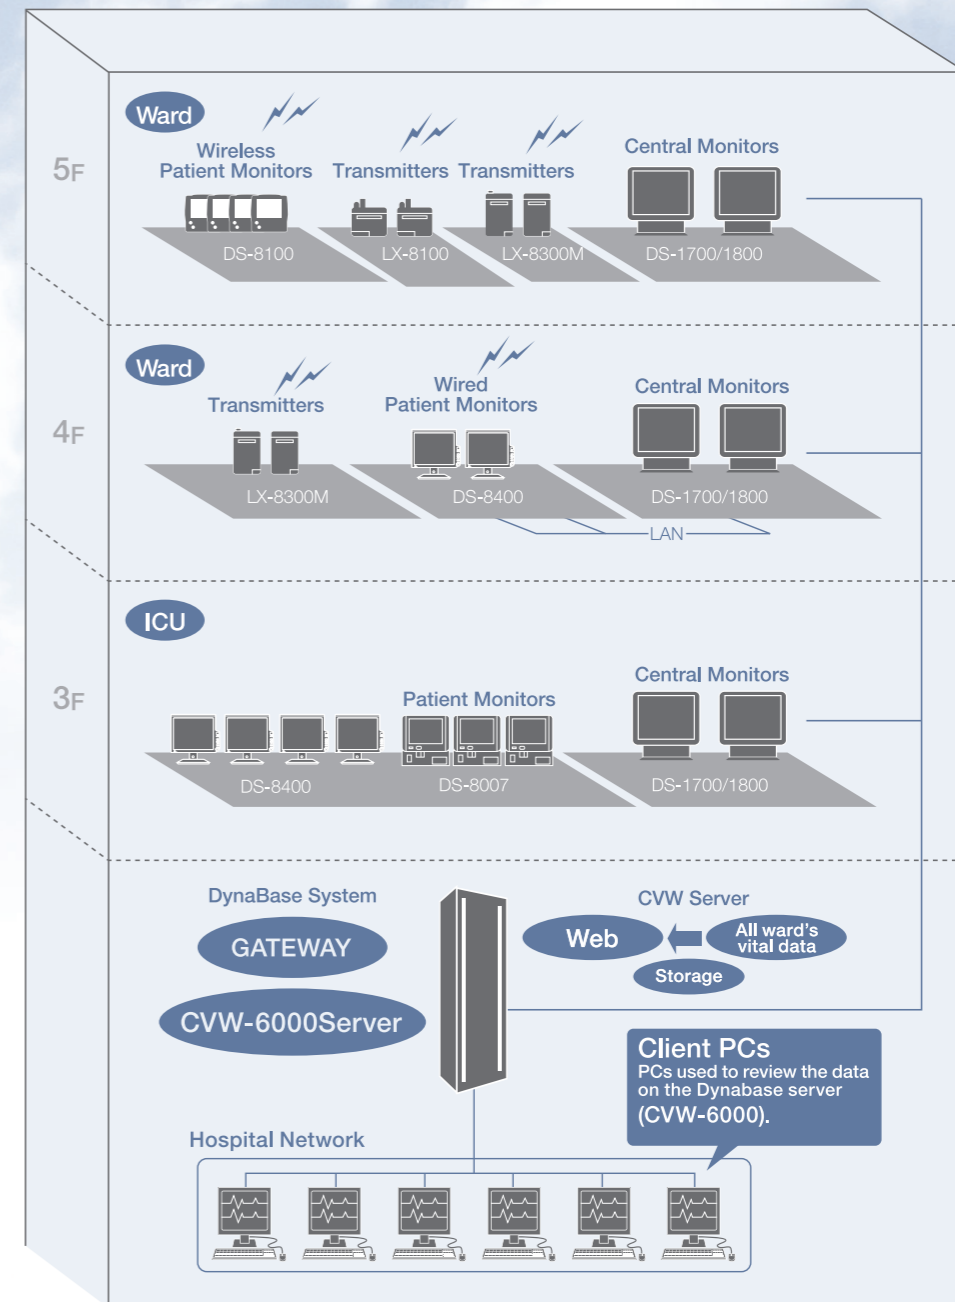 5F
Ward
Wireless
Patient Monitors
Transmitters
Transmitters
Central Monitors
DS-8100
LX-8100
LX-8300M
DS-1700/1800
4F
Ward
Transmitters
Wired
Patient Monitors
Central Monitors
LX-8300M
DS-8400
DS-1700/1800
LAN
3F
ICU
Patient Monitors
Central Monitors
DS-8400
DS-8007
DS-1700/1800
DynaBase System
GATEWAY
CVW-6000Server
CVW Server
Web
All ward's
vital data
Storage
Client PCs
PCs used to review the data
on the Dynabase server
(CVW-6000).
Hospital Network